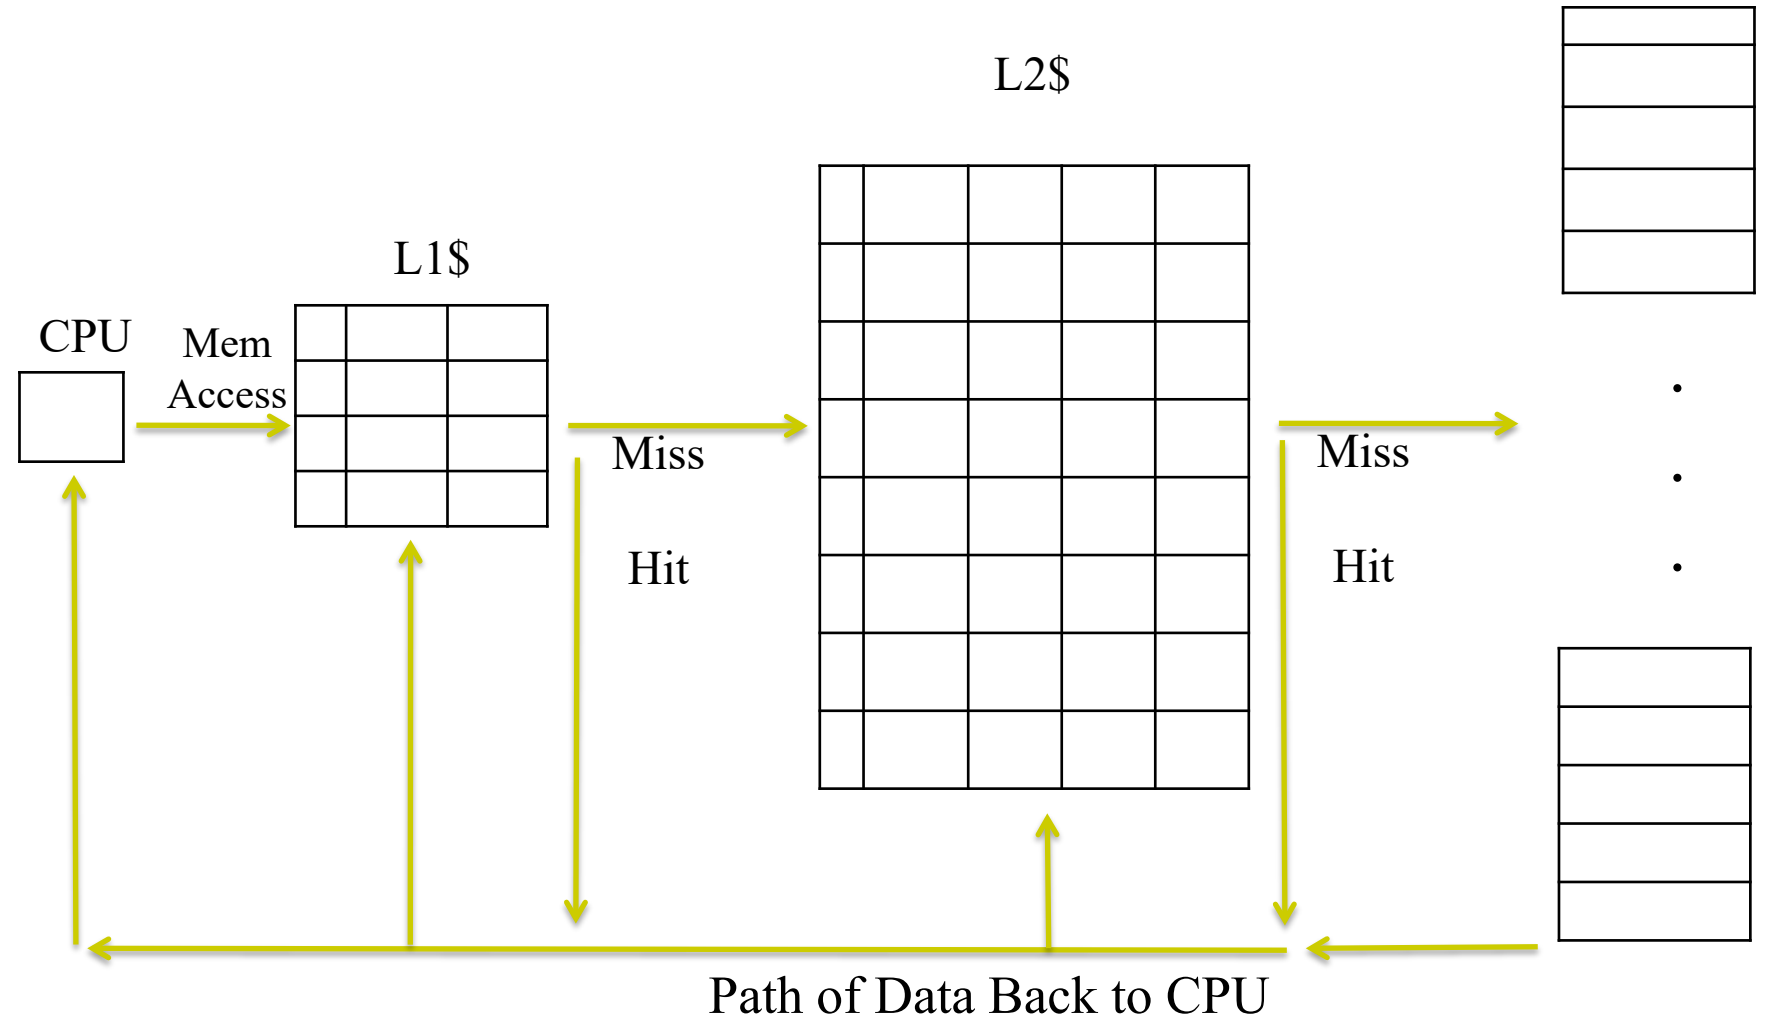 L2$
L1$
CPU
Mem
Access
Miss
Miss
Hit
Hit
Path of Data Back to CPU